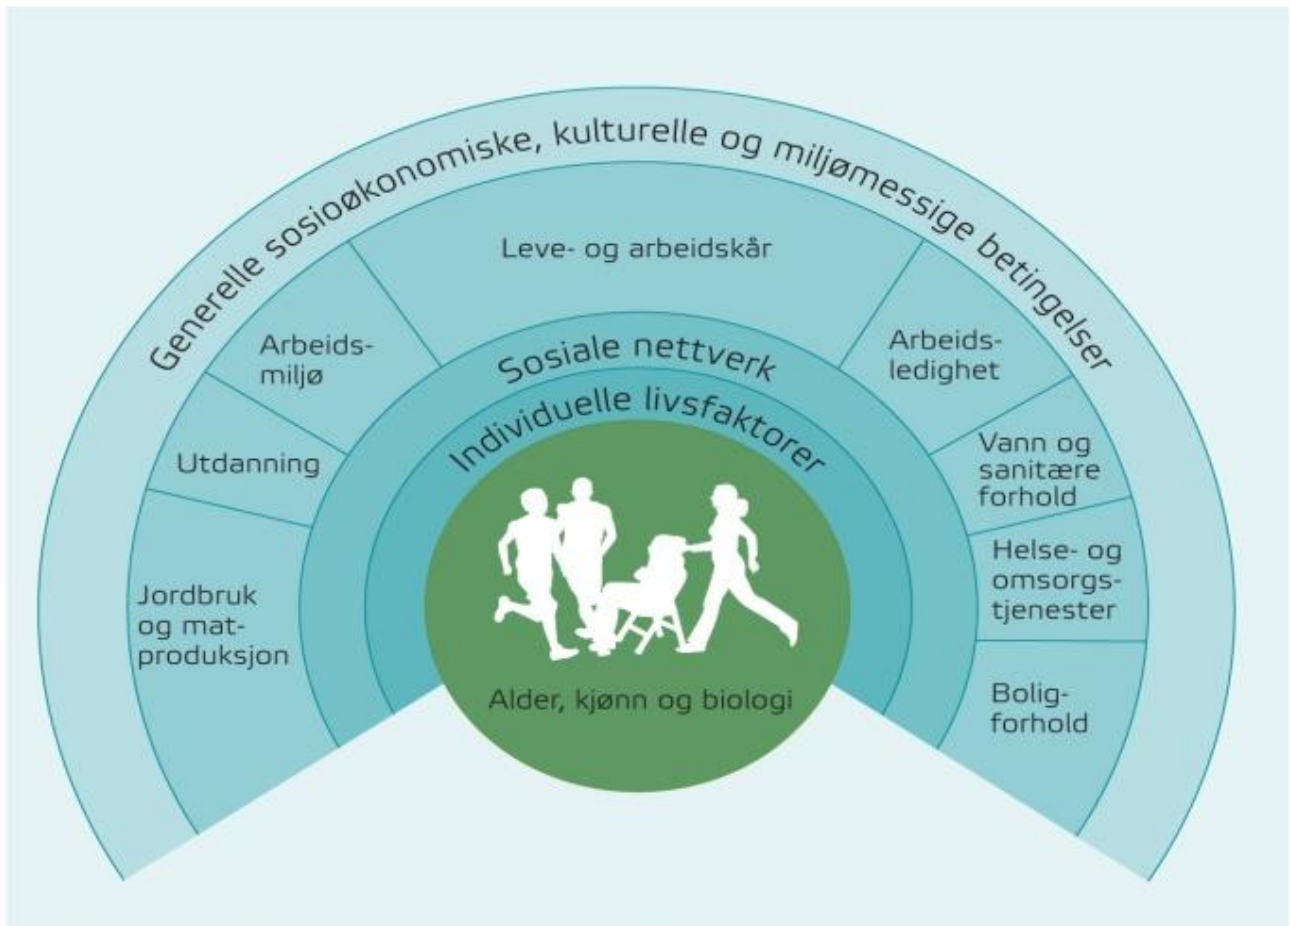 Generelle sosioøkonomiske, kulturelle og miljømessige betingelser
Leve- og arbeidskår
Arbeids-
miljø
Utdanning
Jordbruk
og mat-
produksjon
Arbeids-
ledighet
Vann og
sanitære
forhold
Helse- og
omsorgs-
tjenester
Bolig-
forhold
Sosiale nettverk
Individuelle livsfaktorer
Alder, kjønn og biologi